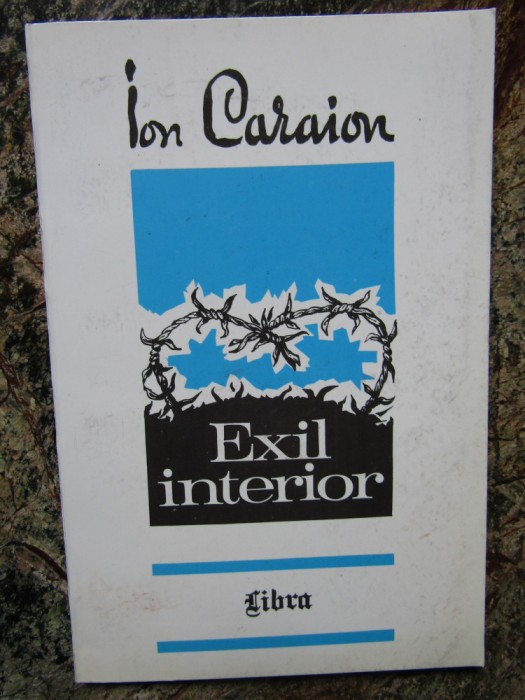 Ion Caraion
Exil
interior
Libra